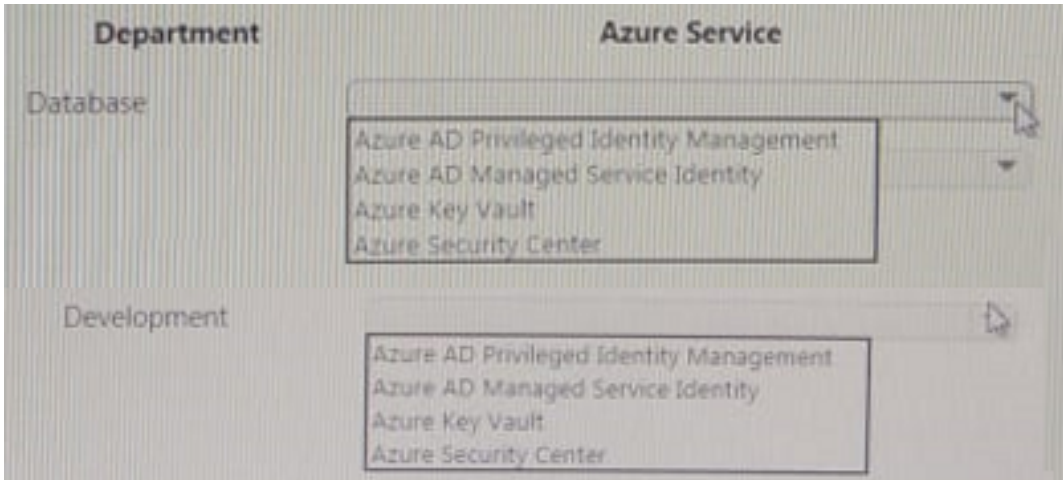 Department Azure Service
Database
Azure AD Privileged Identity Management
Azure AD Managed Service Identity
Azure Key Vault
Azure Security Center
Development
Azure AD Privileged Identity Management
Azure AD Managed Service Identity
Azure Key Vault
Azure Security Center